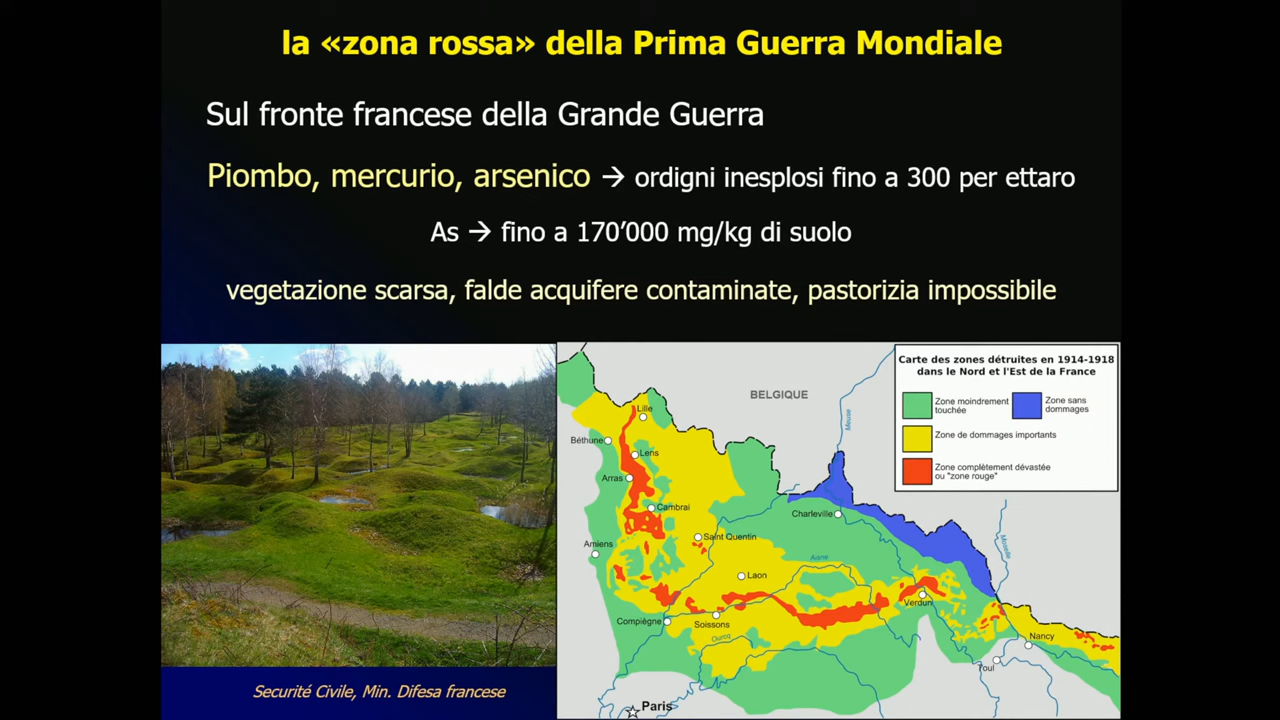 la «zona rossa» della Prima Guerra Mondiale
Sul fronte francese della Grande Guerra
Piombo, mercurio, arsenico → ordigni inesplosi fino a 300 per ettaro
As → fino a 170’000 mg/kg di suolo
vegetazione scarsa, falde acquifere contaminate, pastorizia impossibile
Securité Civile, Min. Difesa francese
Carte des zones détruites en 1914-1918
dans le Nord et l'Est de la France
Zone moindrement
touchée
Zone sans
dommages
Zone de dommages importants
Zone complètement dévastée
ou "zone rouge"
BELGIQUE
Meuse
Lille
Béthune
Lens
Arras
Cambrai
Charleville
Saint Quentin
Amiens
Moselle
Aisne
Laon
Verdun
Compiègne
Soissons
Ourcq
Nancy
Toul
Paris